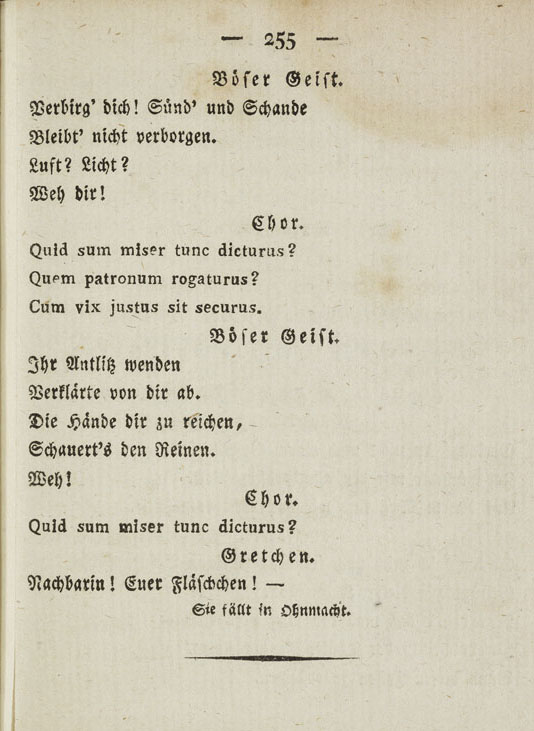 — 255 —
Böser Geist.
Verbirg' dich! Sünd' und Schande
Bleibt' nicht verborgen.
Luft? Licht?
Weh dir!
Chor.
Quid sum miser tunc dicturus?
Quem patronum rogaturus?
Cum vix justus sit securus.
Böser Geist.
Ihr Antlitz wenden
Verklärte von dir ab.
Die Hände dir zu reichen,
Schauert's den Reinen.
Weh!
Chor.
Quid sum miser tunc dicturus?
Gretchen.
Nachbarin! Euer Fläschchen! —
Sie fällt in Ohnmacht.